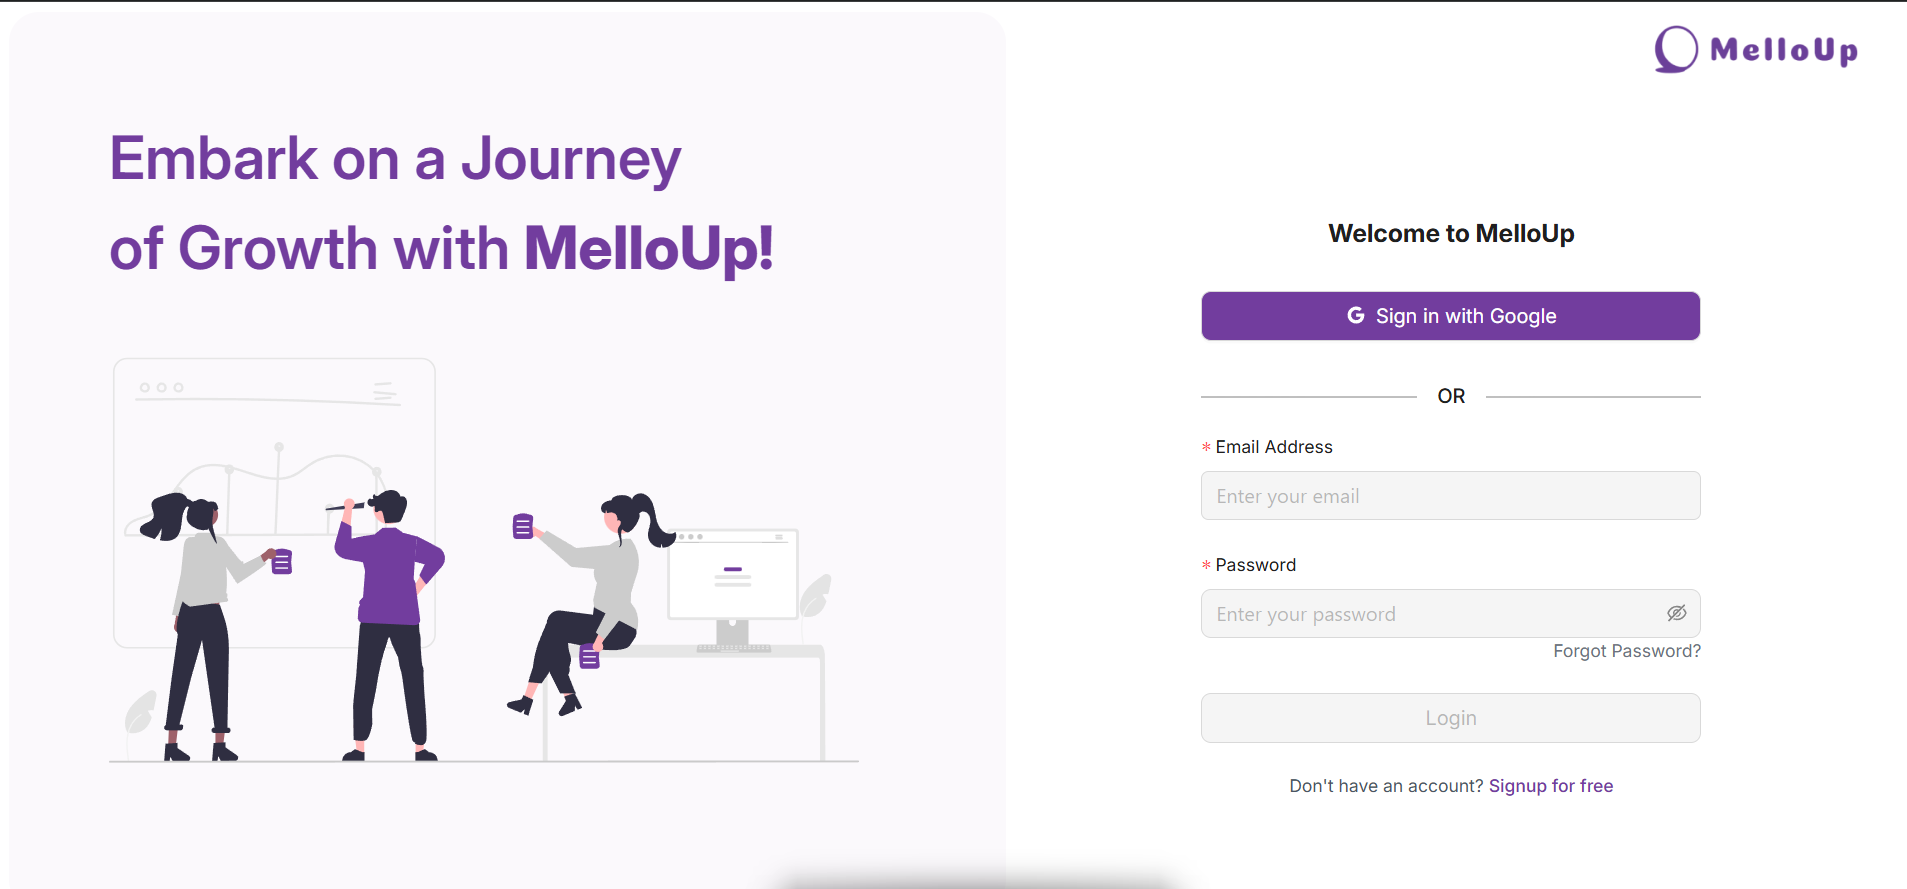 MelloUp
Embark on a Journey
of Growth with MelloUp!
Welcome to MelloUp
G Sign in with Google
OR
* Email Address
Enter your email
* Password
Enter your password
Forgot Password?
Login
Don't have an account? Signup for free